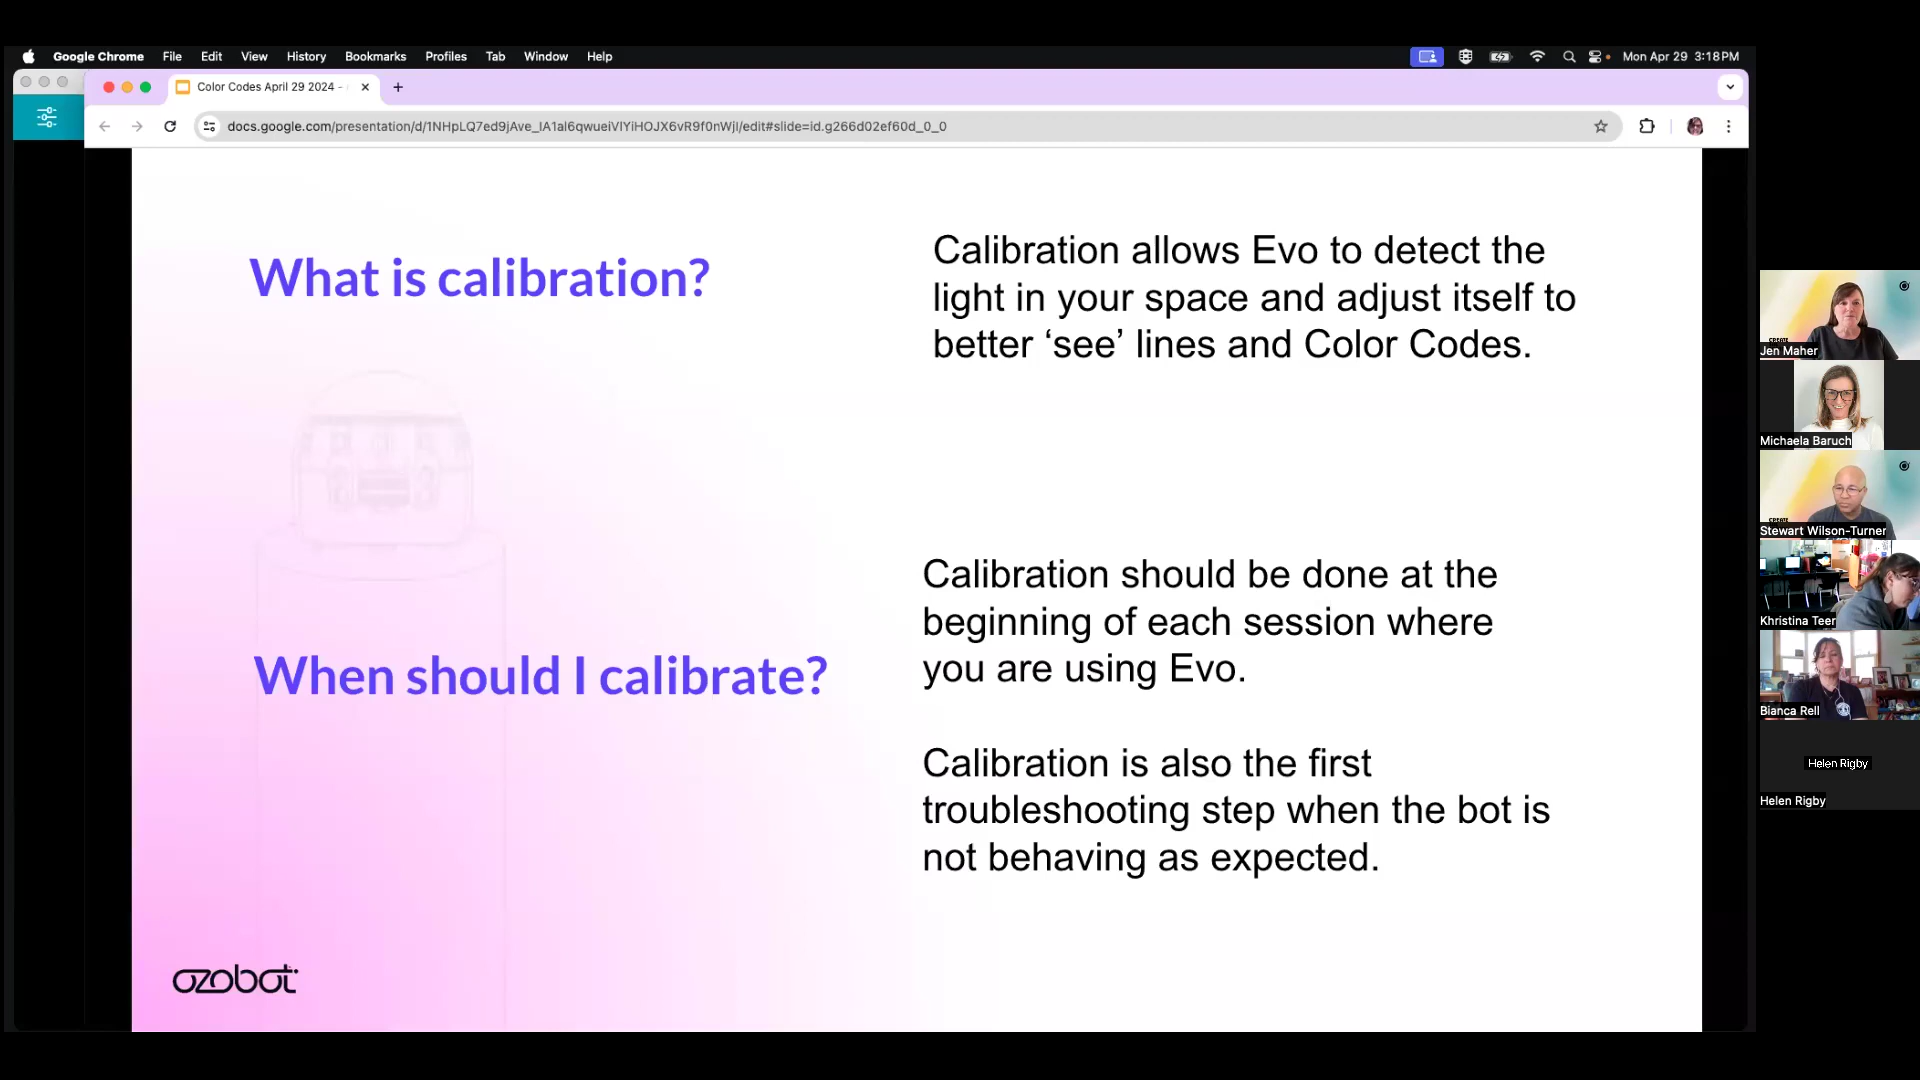 Google Chrome File Edit View History Bookmarks Profiles Tab Window Help Mon Apr 29 3:18 PM
Color Codes April 29 2024 -
docs.google.com/presentation/d/1NHpLQ7ed9jAve_IA1al6qwueiVlYiHOJX6vR9f0nWjI/edit#slide=id.g266d02ef60d_0_0
What is calibration?
Calibration allows Evo to detect the
light in your space and adjust itself to
better ‘see’ lines and Color Codes.
When should I calibrate?
Calibration should be done at the
beginning of each session where
you are using Evo.
Calibration is also the first
troubleshooting step when the bot is
not behaving as expected.
ozobot
CREATE
Jen Maher
Michaela Baruch
CREATE
Stewart Wilson-Turner
Khristina Teer
Bianca Rell
Helen Rigby
Helen Rigby